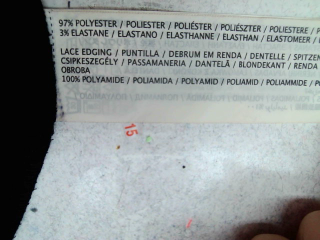 97% POLYESTER / POLIESTER / POLIÉSTER / POLIÉSZTER / POLIESTERE /
3% ELASTANE / ELASTANO / ELASTHANNE / ELASTHAN / ELASTOMEER /
LACE EDGING / PUNTILLA / DEBRUM EM RENDA / DENTELLE / SPITZEN
CSIPKESZEGÉLY / PASSAMANERIA / DANTELĂ / BLONDEKANT / RENDA
OBROBA
100% POLYAMIDE / POLIAMIDA / POLYAMID / POLIAMID / POLIAMMIDE /
15